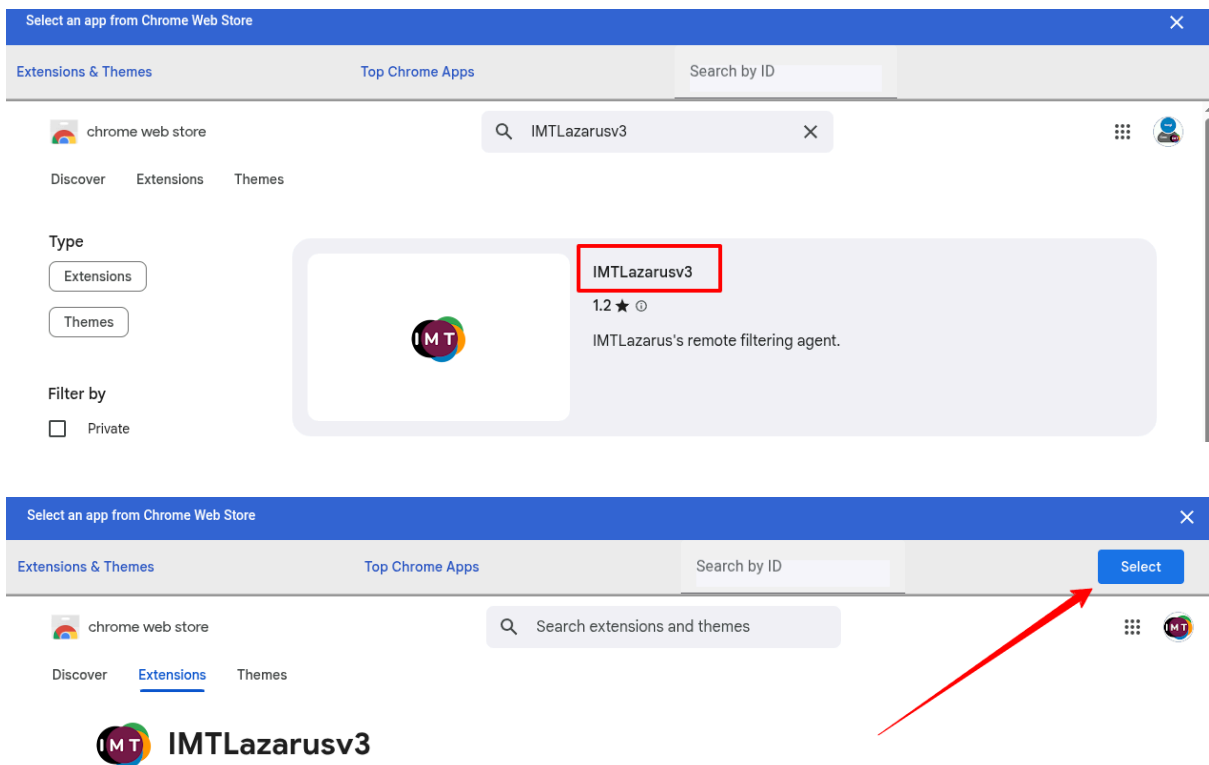 Select an app from Chrome Web Store
Extensions & Themes
Top Chrome Apps
Search by ID
chrome web store
IMTLazarusv3
Discover
Extensions
Themes
Type
Extensions
Themes
Filter by
Private
IMT
IMTLazarusv3
1.2
IMTLazarus's remote filtering agent.
Select an app from Chrome Web Store
Extensions & Themes
Top Chrome Apps
Search by ID
Select
chrome web store
Search extensions and themes
IMT
Discover
Extensions
Themes
IMT
IMTLazarusv3